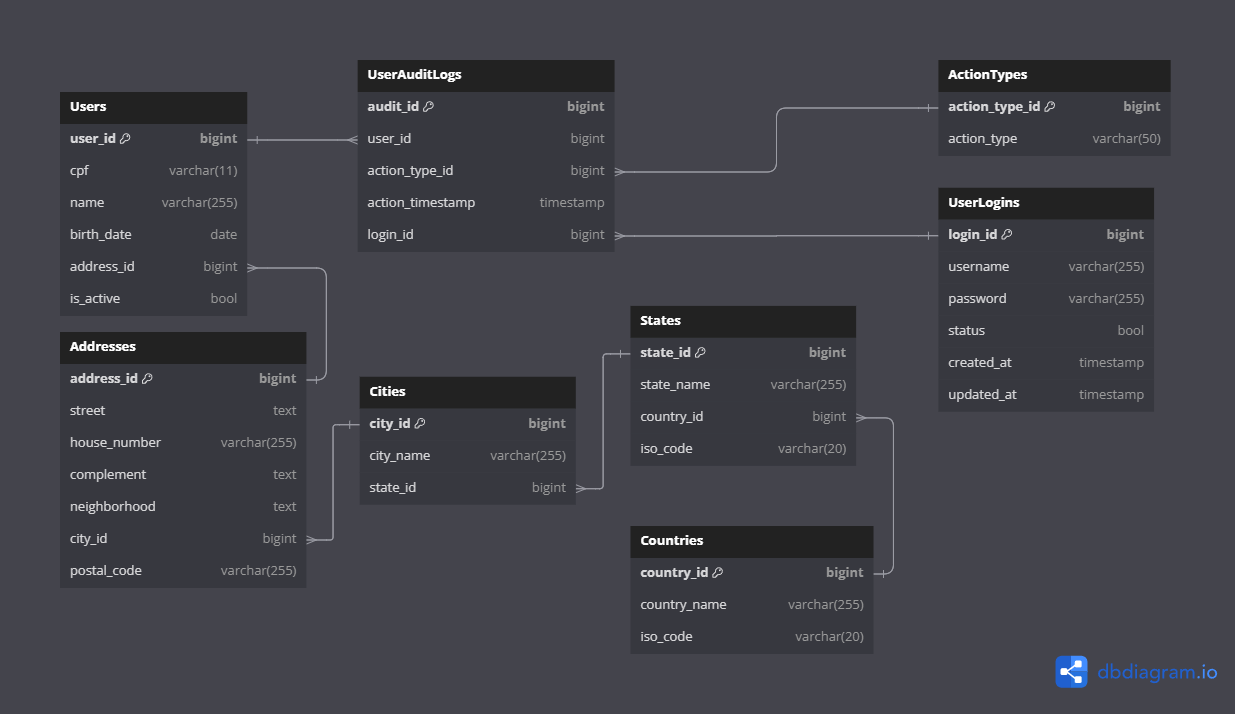 Users
user_id bigint
cpf varchar(11)
name varchar(255)
birth_date date
address_id bigint
is_active bool
Addresses
address_id bigint
street text
house_number varchar(255)
complement text
neighborhood text
city_id bigint
postal_code varchar(255)
UserAuditLogs
audit_id bigint
user_id bigint
action_type_id bigint
action_timestamp timestamp
login_id bigint
Cities
city_id bigint
city_name varchar(255)
state_id bigint
States
state_id bigint
state_name varchar(255)
country_id bigint
iso_code varchar(20)
Countries
country_id bigint
country_name varchar(255)
iso_code varchar(20)
ActionTypes
action_type_id bigint
action_type varchar(50)
UserLogins
login_id bigint
username varchar(255)
password varchar(255)
status bool
created_at timestamp
updated_at timestamp
dbdiagram.io